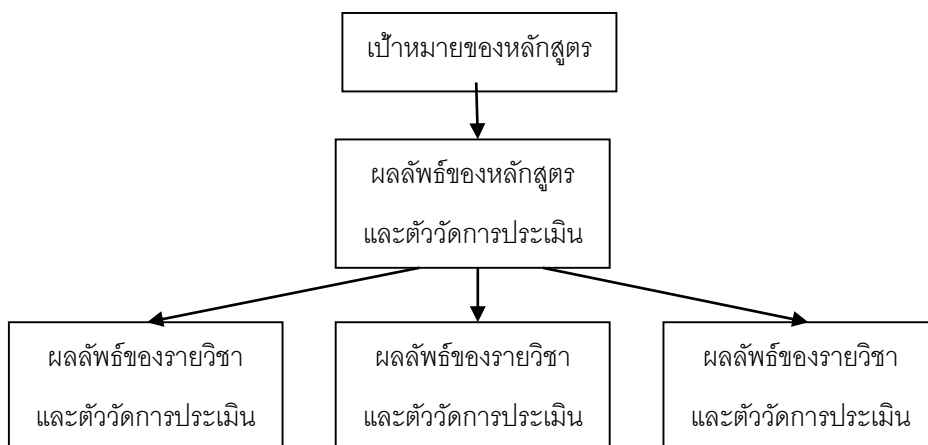 เป้าหมายของหลักสูตร
ผลลัพธ์ของหลักสูตร
และตัววัดการประเมิน
ผลลัพธ์ของรายวิชา
และตัววัดการประเมิน
ผลลัพธ์ของรายวิชา
และตัววัดการประเมิน
ผลลัพธ์ของรายวิชา
และตัววัดการประเมิน